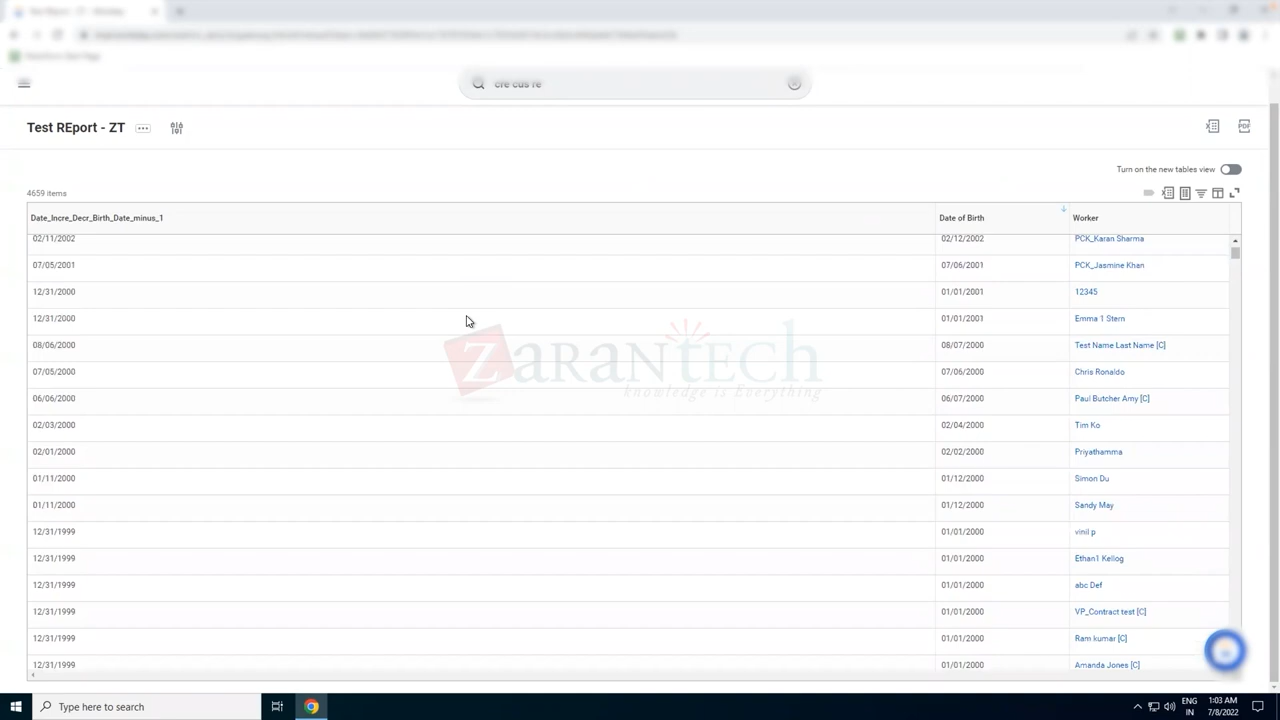 cre cus re
Test REport - ZT
PDF
Turn on the new tables view
4659 items
Date_Incre_Decr_Birth_Date_minus_1 Date of Birth Worker
02/11/2002 02/12/2002 PCK_Karan Sharma
07/05/2001 07/06/2001 PCK_Jasmine Khan
12/31/2000 01/01/2001 12345
12/31/2000 01/01/2001 Emma 1 Stern
08/06/2000 08/07/2000 Test Name Last Name [C]
07/05/2000 07/06/2000 Chris Ronaldo
06/06/2000 06/07/2000 Paul Butcher Amy [C]
02/03/2000 02/04/2000 Tim Ko
02/01/2000 02/02/2000 Priyathamma
01/11/2000 01/12/2000 Simon Du
01/11/2000 01/12/2000 Sandy May
12/31/1999 01/01/2000 vinil p
12/31/1999 01/01/2000 Ethan1 Kellog
12/31/1999 01/01/2000 abc Def
12/31/1999 01/01/2000 VP_Contract test [C]
12/31/1999 01/01/2000 Ram kumar [C]
12/31/1999 01/01/2000 Amanda Jones [C]
ZaranTech
knowledge is Everything
Type here to search
ENG
IN
1:03 AM
7/8/2022